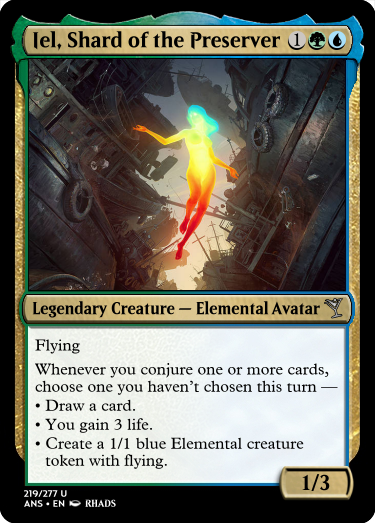 Iel, Shard of the Preserver 1
Legendary Creature — Elemental Avatar
Flying
Whenever you conjure one or more cards,
choose one you haven't chosen this turn —
• Draw a card.
• You gain 3 life.
• Create a 1/1 blue Elemental creature
token with flying.
1/3
219/277 U
ANS • EN RHADS